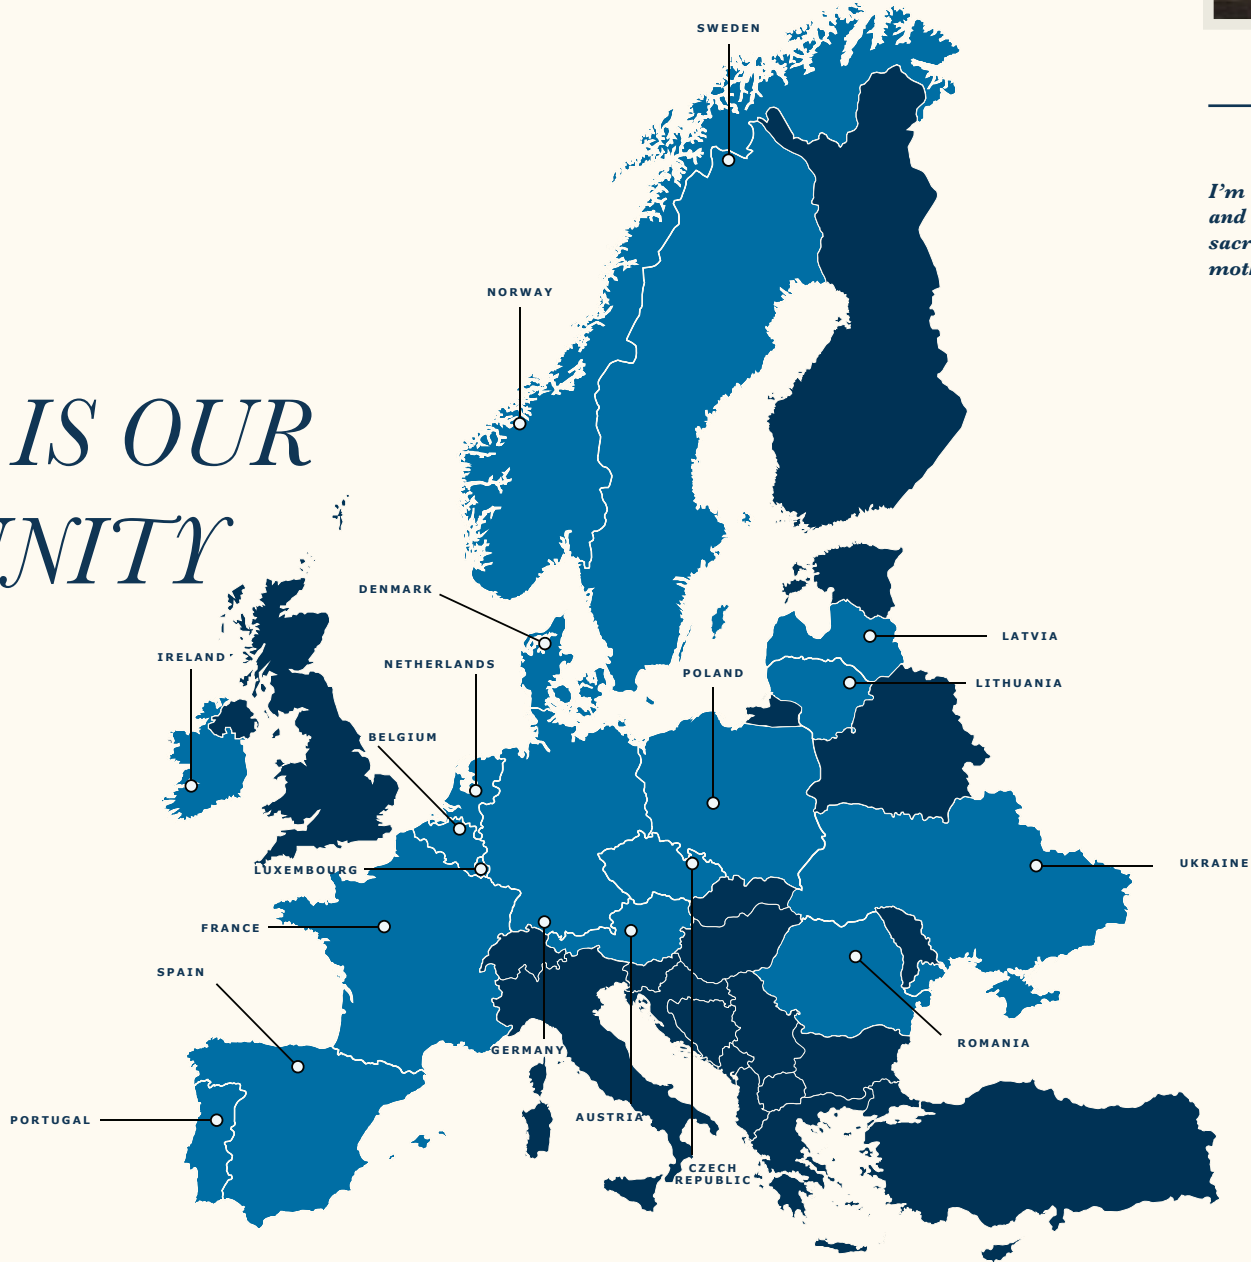 SWEDEN
I'm
and
NORWAY
IS OUR
DENMARK
IRELAND
NETHERLANDS
LATVIA
POLAND
LITHUANIA
BELGIUM
LUXEMBOURG
UKRAINE
FRANCE
SPAIN
GERMANY
ROMANIA
PORTUGAL
AUSTRIA
CZECH
REPUBLIC